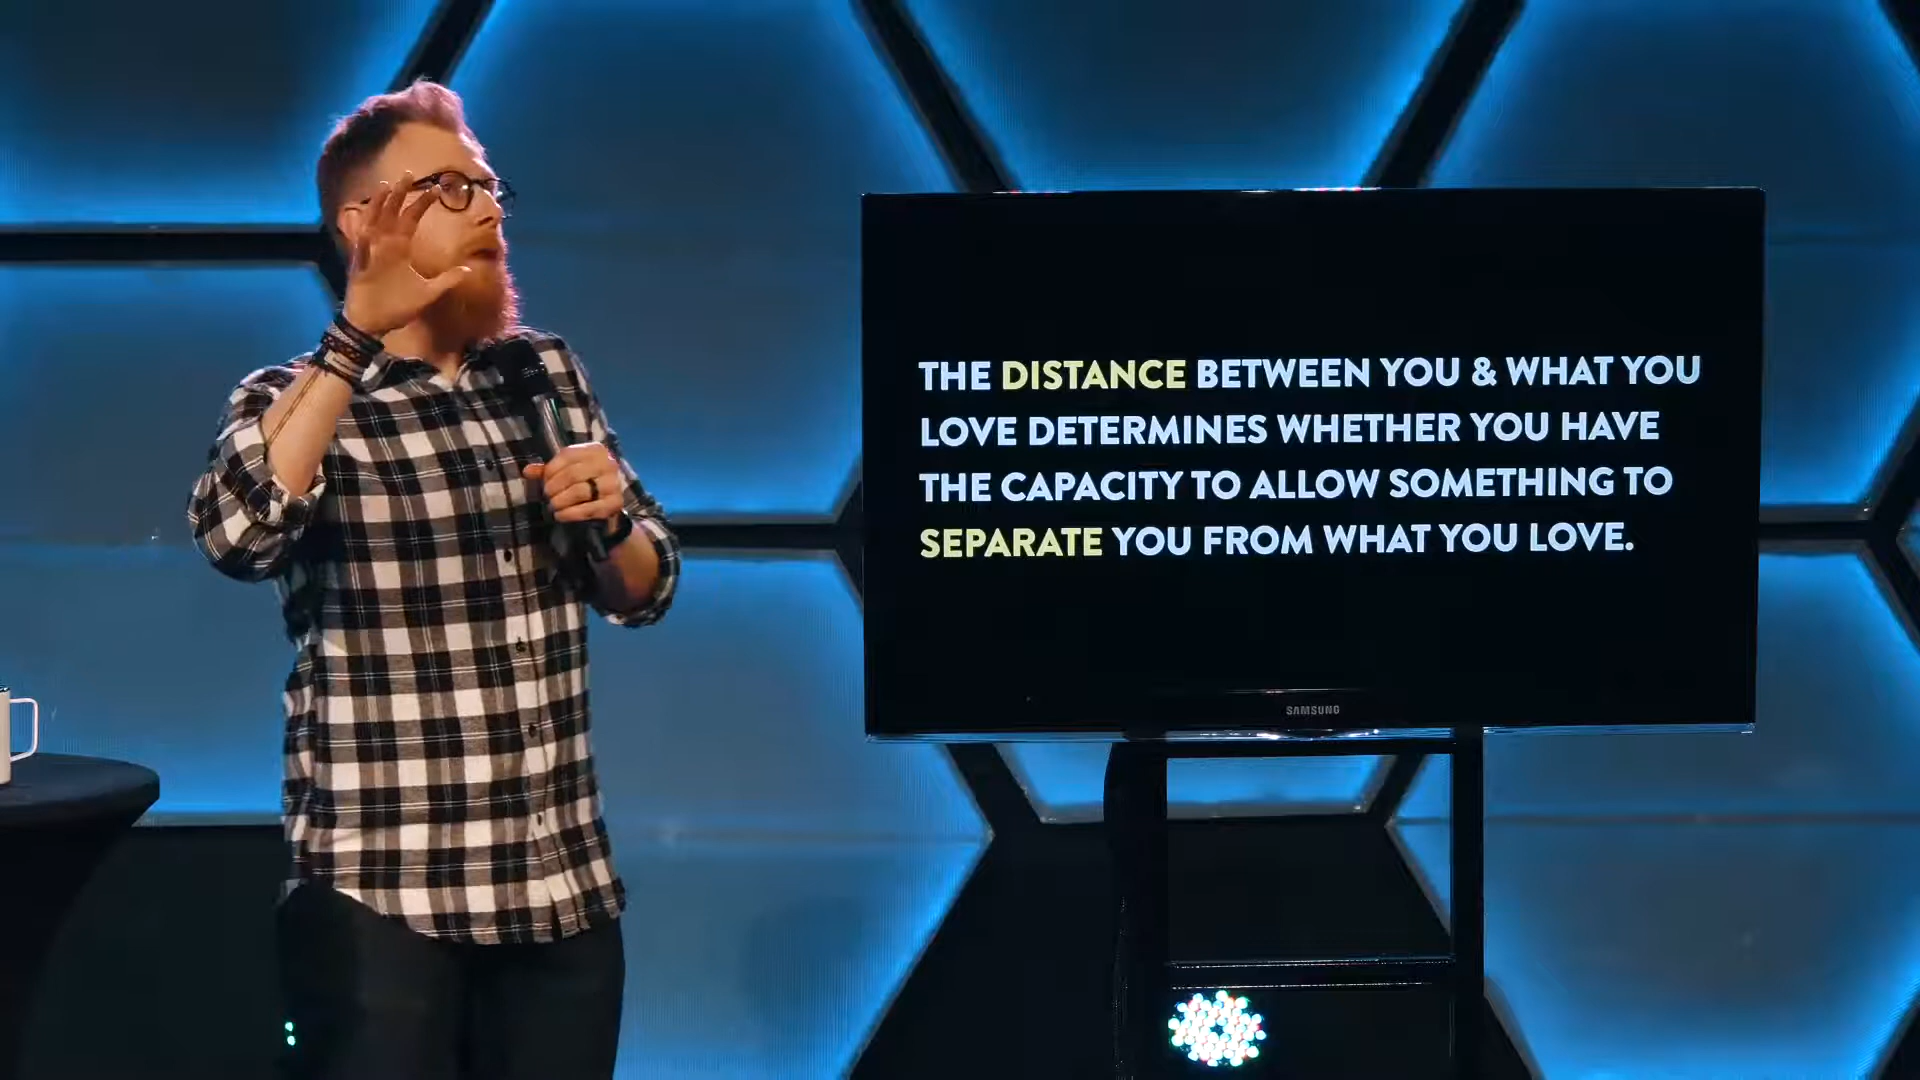 THE DISTANCE BETWEEN YOU & WHAT YOU
LOVE DETERMINES WHETHER YOU HAVE
THE CAPACITY TO ALLOW SOMETHING TO
SEPARATE YOU FROM WHAT YOU LOVE.
SAMSUNG